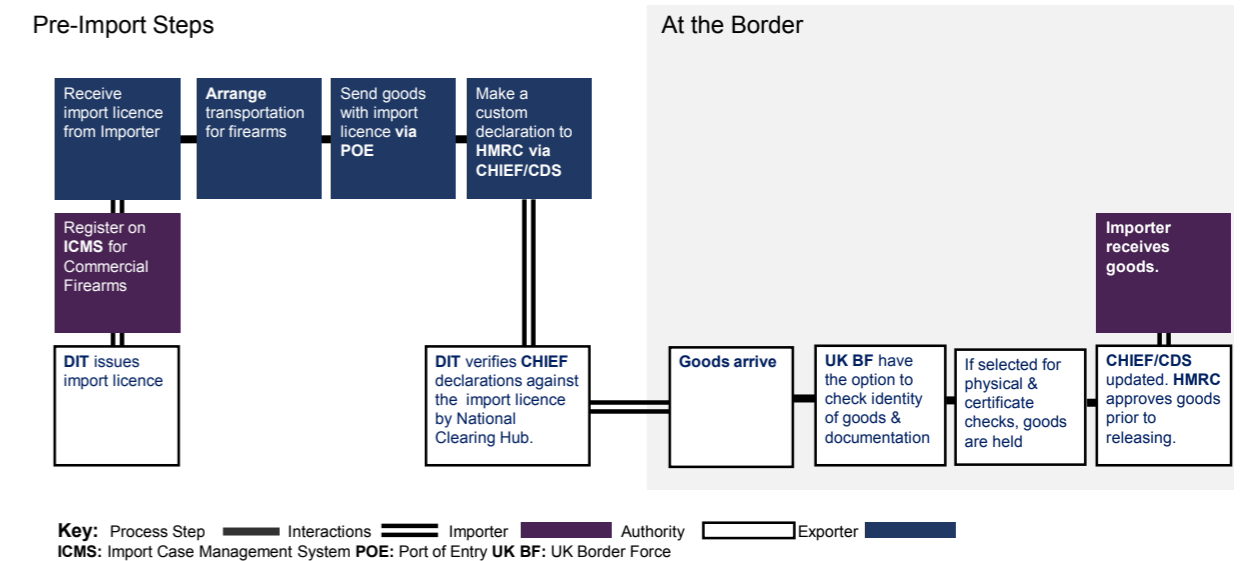 Pre-Import Steps
At the Border
Receive
import licence
from Importer
Arrange
transportation
for firearms
Send goods
with import
licence via
POE
Make a
custom
declaration to
HMRC via
CHIEF/CDS
Register on
ICMS for
Commercial
Firearms
Importer
receives
goods.
DIT issues
import licence
DIT verifies CHIEF
declarations against
the import licence
by National
Clearing Hub.
Goods arrive
UK BF have
the option to
check identity
of goods &
documentation
If selected for
physical &
certificate
checks, goods
are held
CHIEF/CDS
updated. HMRC
approves goods
prior to
releasing.
Key: Process Step Interactions Importer Authority Exporter
ICMS: Import Case Management System POE: Port of Entry UK BF: UK Border Force